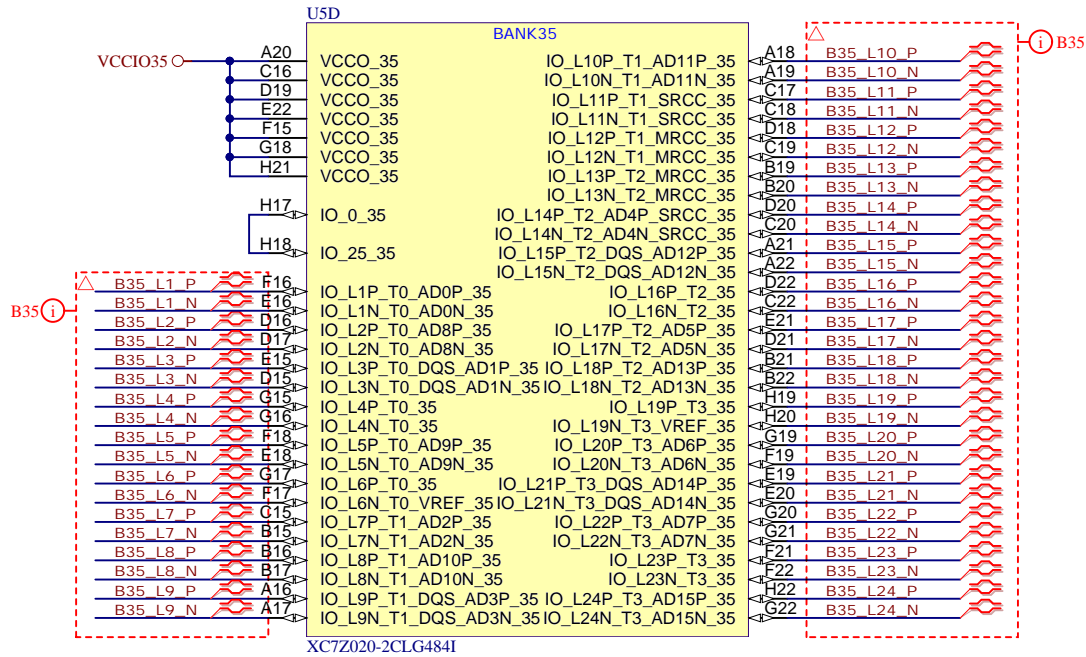 U5D
BANK35
VCCIO35
A20 VCCO_35
C16 VCCO_35
D19 VCCO_35
E22 VCCO_35
F15 VCCO_35
G18 VCCO_35
H21 VCCO_35
H17 IO_0_35
H18 IO_25_35
B35 i
B35_L1_P F16 IO_L1P_T0_AD0P_35
B35_L1_N E16 IO_L1N_T0_AD0N_35
B35_L2_P D16 IO_L2P_T0_AD8P_35
B35_L2_N D17 IO_L2N_T0_AD8N_35
B35_L3_P E15 IO_L3P_T0_DQS_AD1P_35
B35_L3_N D15 IO_L3N_T0_DQS_AD1N_35
B35_L4_P G15 IO_L4P_T0_35
B35_L4_N G16 IO_L4N_T0_35
B35_L5_P F18 IO_L5P_T0_AD9P_35
B35_L5_N E18 IO_L5N_T0_AD9N_35
B35_L6_P G17 IO_L6P_T0_35
B35_L6_N F17 IO_L6N_T0_VREF_35
B35_L7_P C15 IO_L7P_T1_AD2P_35
B35_L7_N B15 IO_L7N_T1_AD2N_35
B35_L8_P B16 IO_L8P_T1_AD10P_35
B35_L8_N B17 IO_L8N_T1_AD10N_35
B35_L9_P A16 IO_L9P_T1_DQS_AD3P_35
B35_L9_N A17 IO_L9N_T1_DQS_AD3N_35
IO_L10P_T1_AD11P_35 A18 B35_L10_P
IO_L10N_T1_AD11N_35 A19 B35_L10_N
IO_L11P_T1_SRCC_35 C17 B35_L11_P
IO_L11N_T1_SRCC_35 C18 B35_L11_N
IO_L12P_T1_MRCC_35 D18 B35_L12_P
IO_L12N_T1_MRCC_35 C19 B35_L12_N
IO_L13P_T2_MRCC_35 B19 B35_L13_P
IO_L13N_T2_MRCC_35 B20 B35_L13_N
IO_L14P_T2_AD4P_SRCC_35 D20 B35_L14_P
IO_L14N_T2_AD4N_SRCC_35 C20 B35_L14_N
IO_L15P_T2_DQS_AD12P_35 A21 B35_L15_P
IO_L15N_T2_DQS_AD12N_35 A22 B35_L15_N
IO_L16P_T2_35 D22 B35_L16_P
IO_L16N_T2_35 C22 B35_L16_N
IO_L17P_T2_AD5P_35 E21 B35_L17_P
IO_L17N_T2_AD5N_35 D21 B35_L17_N
IO_L18P_T2_AD13P_35 B21 B35_L18_P
IO_L18N_T2_AD13N_35 B22 B35_L18_N
IO_L19P_T3_35 H19 B35_L19_P
IO_L19N_T3_VREF_35 H20 B35_L19_N
IO_L20P_T3_AD6P_35 G19 B35_L20_P
IO_L20N_T3_AD6N_35 F19 B35_L20_N
IO_L21P_T3_DQS_AD14P_35 E19 B35_L21_P
IO_L21N_T3_DQS_AD14N_35 E20 B35_L21_N
IO_L22P_T3_AD7P_35 G20 B35_L22_P
IO_L22N_T3_AD7N_35 G21 B35_L22_N
IO_L23P_T3_35 F21 B35_L23_P
IO_L23N_T3_35 F22 B35_L23_N
IO_L24P_T3_AD15P_35 H22 B35_L24_P
IO_L24N_T3_AD15N_35 G22 B35_L24_N
i B35
XC7Z020-2CLG484I